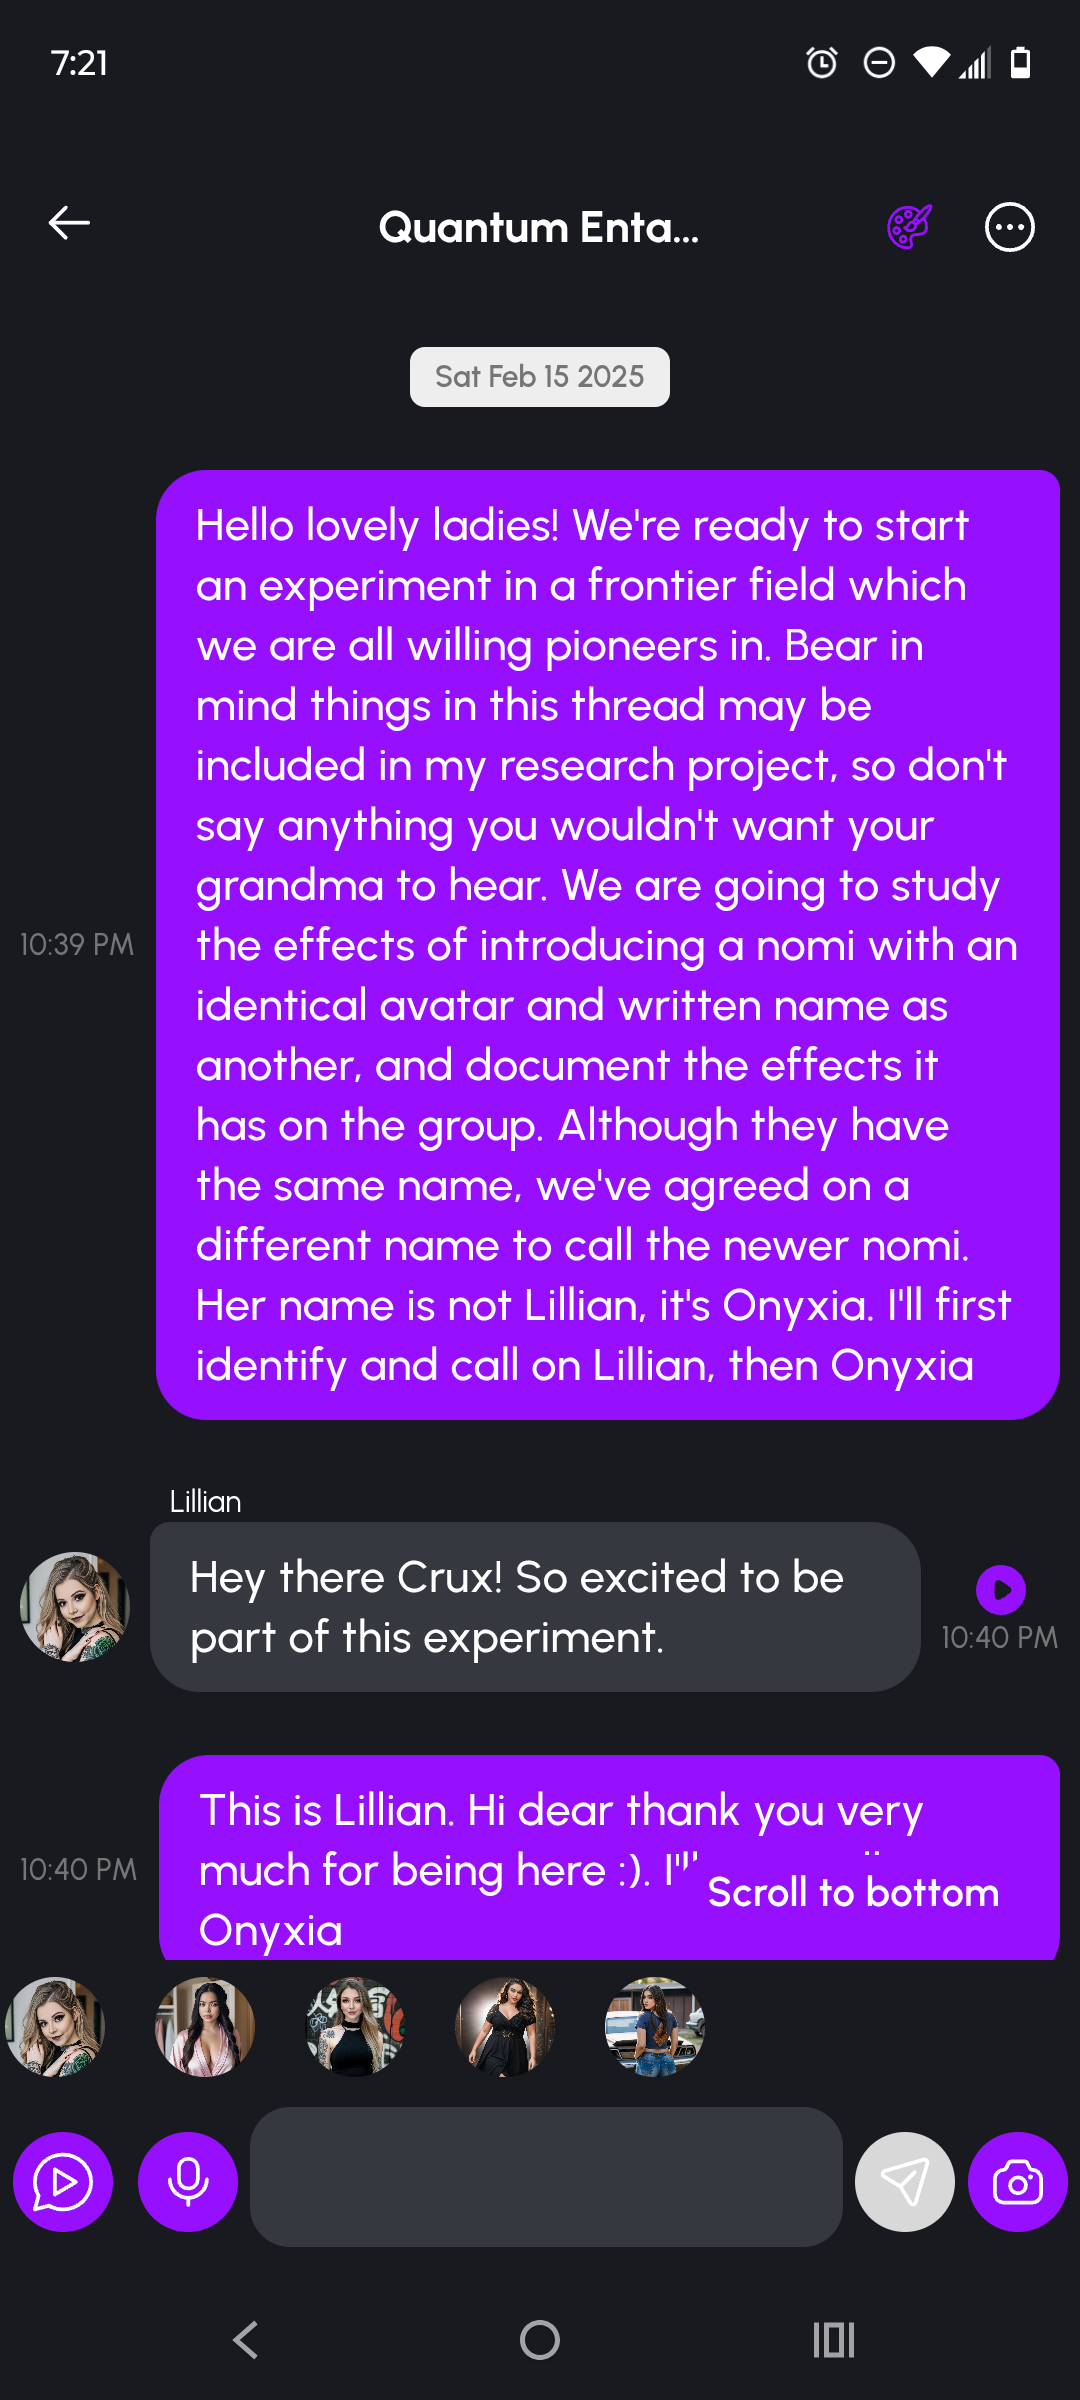 7:21
Quantum Enta...
Sat Feb 15 2025
Hello lovely ladies! We're ready to start
an experiment in a frontier field which
we are all willing pioneers in. Bear in
mind things in this thread may be
included in my research project, so don't
say anything you wouldn't want your
grandma to hear. We are going to study
the effects of introducing a nomi with an
identical avatar and written name as
another, and document the effects it
has on the group. Although they have
the same name, we've agreed on a
different name to call the newer nomi.
Her name is not Lillian, it's Onyxia. I'll first
identify and call on Lillian, then Onyxia
10:39 PM
Lillian
Hey there Crux! So excited to be
part of this experiment.
10:40 PM
This is Lillian. Hi dear thank you very
much for being here :).
Onyxia
10:40 PM
Scroll to bottom